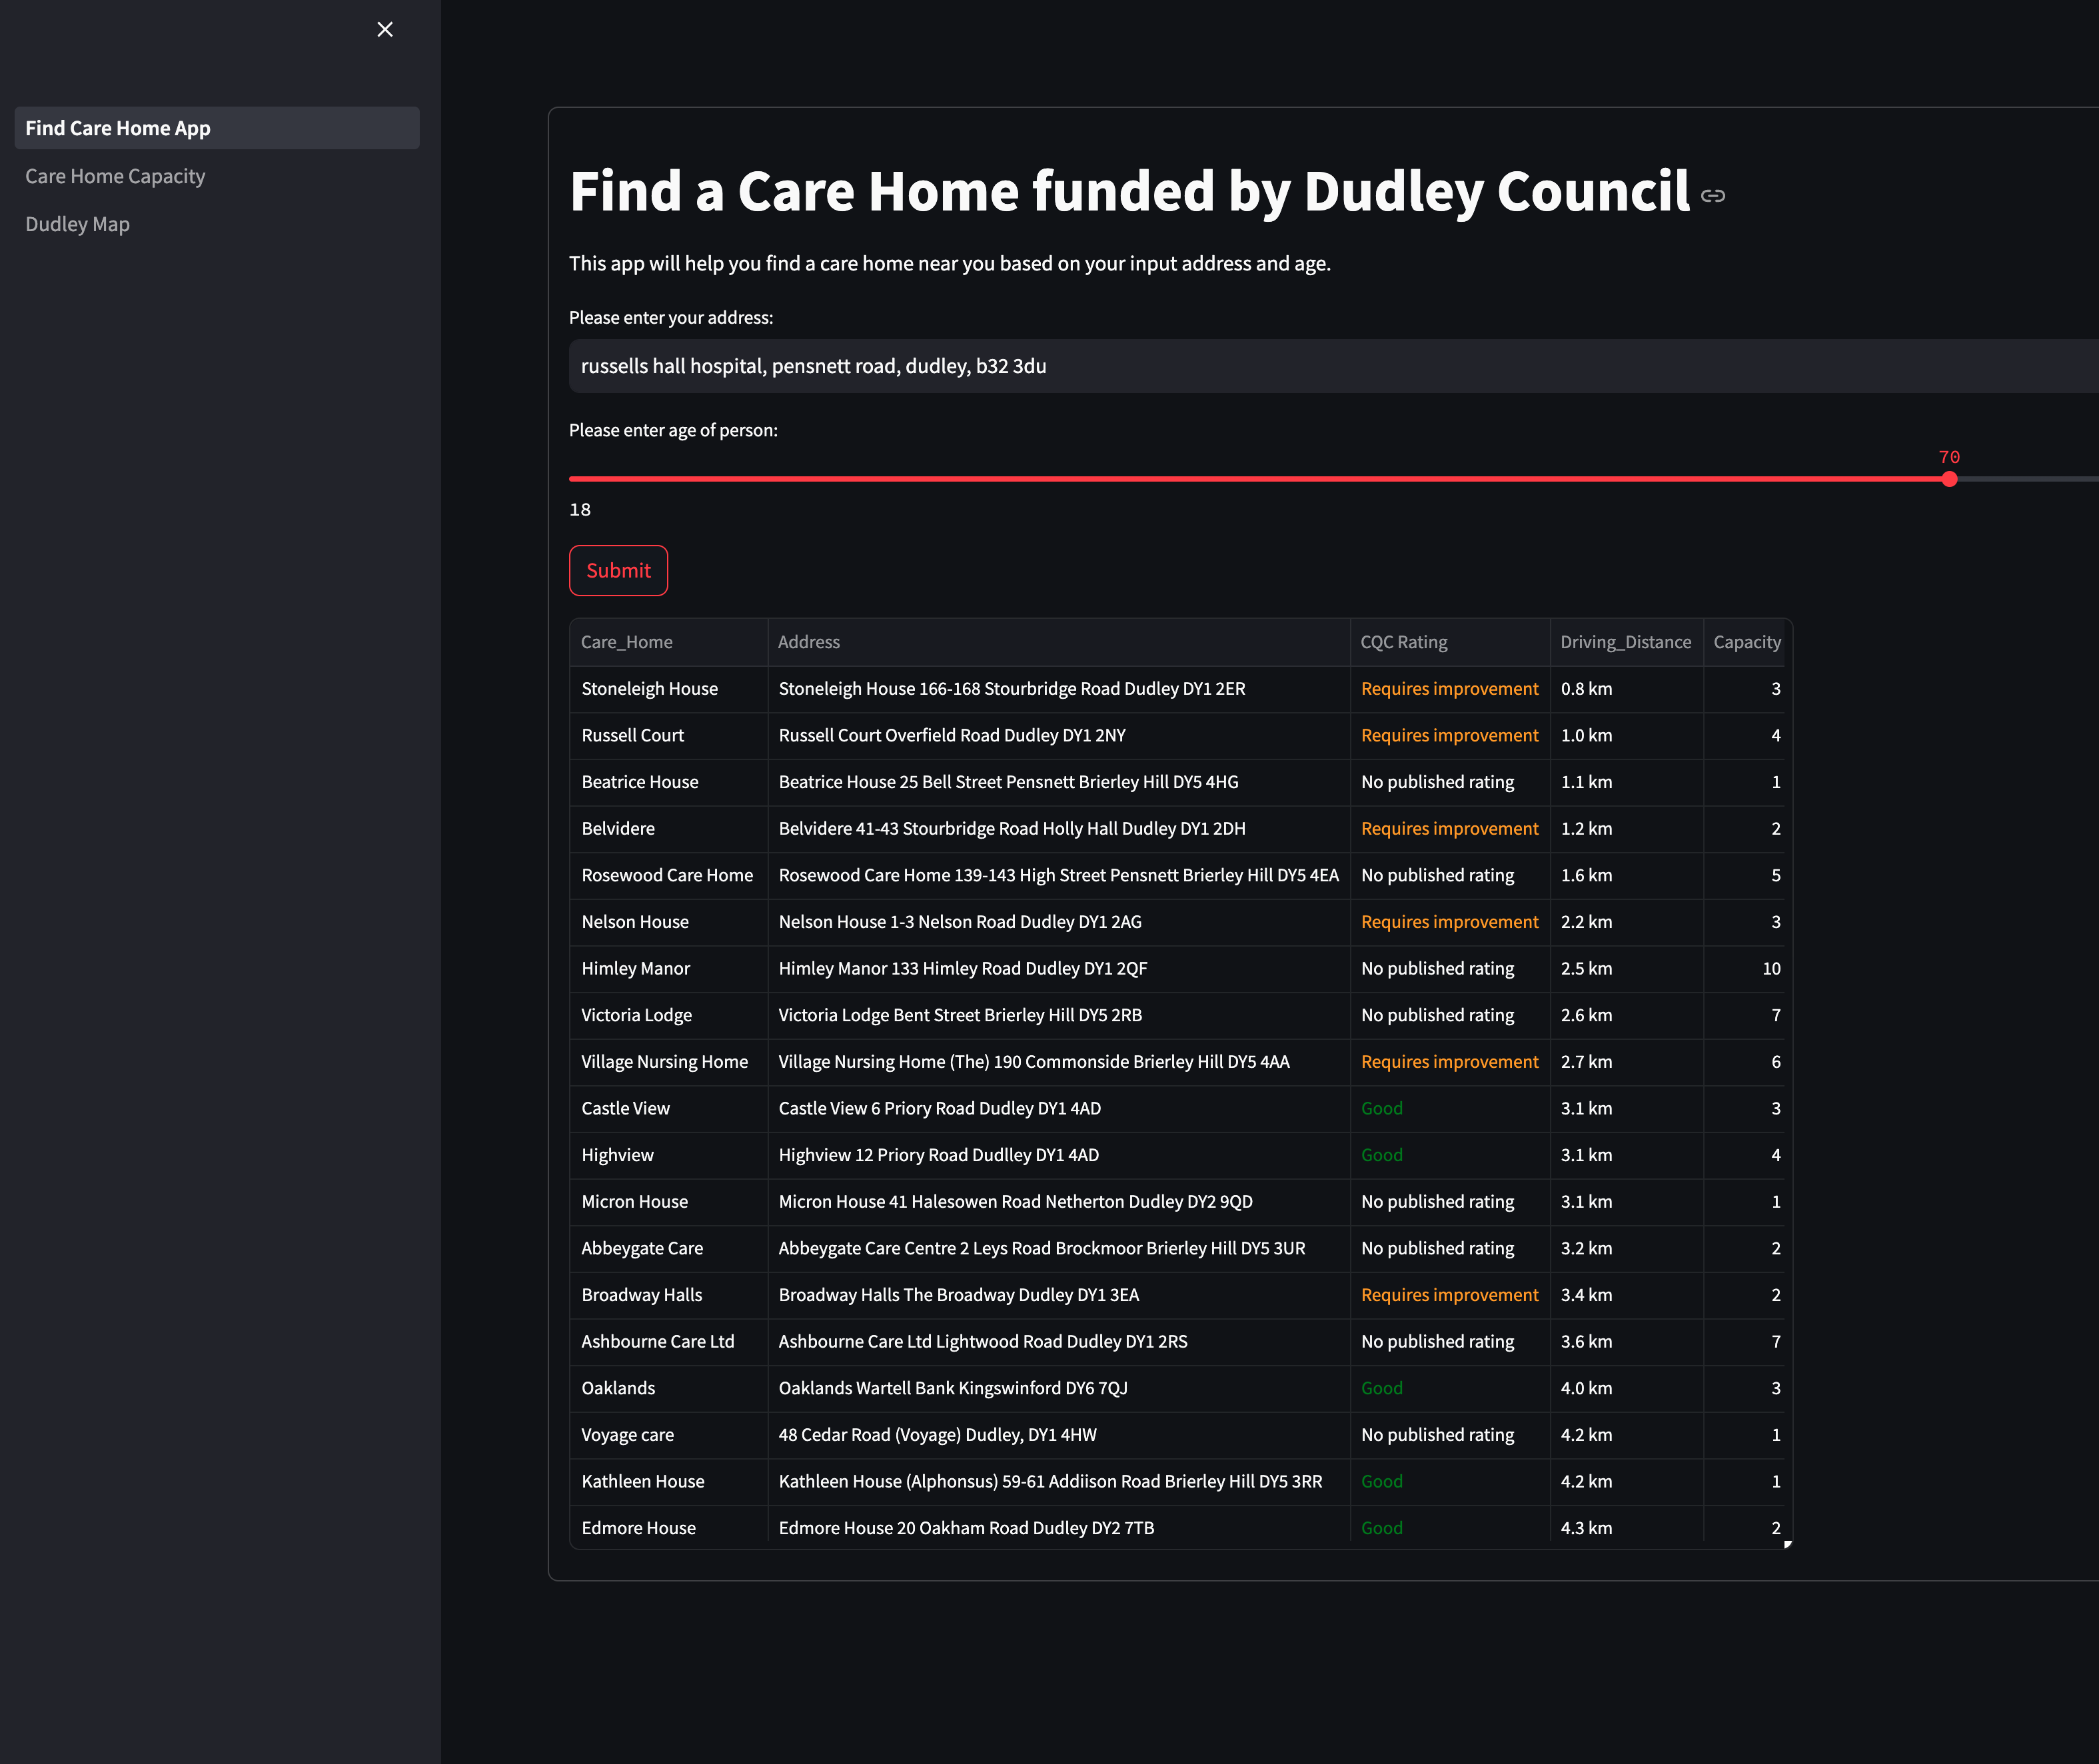 Find Care Home App
Care Home Capacity
Dudley Map
Find a Care Home funded by Dudley Council
This app will help you find a care home near you based on your input address and age.
Please enter your address:
russells hall hospital, pensnett road, dudley, b32 3du
Please enter age of person:
70
18
Submit
Care_Home Address CQC Rating Driving_Distance Capacity
Stoneleigh House Stoneleigh House 166-168 Stourbridge Road Dudley DY1 2ER Requires improvement 0.8 km 3
Russell Court Russell Court Overfield Road Dudley DY1 2NY Requires improvement 1.0 km 4
Beatrice House Beatrice House 25 Bell Street Pensnett Brierley Hill DY5 4HG No published rating 1.1 km 1
Belvidere Belvidere 41-43 Stourbridge Road Holly Hall Dudley DY1 2DH Requires improvement 1.2 km 2
Rosewood Care Home Rosewood Care Home 139-143 High Street Pensnett Brierley Hill DY5 4EA No published rating 1.6 km 5
Nelson House Nelson House 1-3 Nelson Road Dudley DY1 2AG Requires improvement 2.2 km 3
Himley Manor Himley Manor 133 Himley Road Dudley DY1 2QF No published rating 2.5 km 10
Victoria Lodge Victoria Lodge Bent Street Brierley Hill DY5 2RB No published rating 2.6 km 7
Village Nursing Home Village Nursing Home (The) 190 Commonside Brierley Hill DY5 4AA Requires improvement 2.7 km 6
Castle View Castle View 6 Priory Road Dudley DY1 4AD Good 3.1 km 3
Highview Highview 12 Priory Road Dudlley DY1 4AD Good 3.1 km 4
Micron House Micron House 41 Halesowen Road Netherton Dudley DY2 9QD No published rating 3.1 km 1
Abbeygate Care Abbeygate Care Centre 2 Leys Road Brockmoor Brierley Hill DY5 3UR No published rating 3.2 km 2
Broadway Halls Broadway Halls The Broadway Dudley DY1 3EA Requires improvement 3.4 km 2
Ashbourne Care Ltd Ashbourne Care Ltd Lightwood Road Dudley DY1 2RS No published rating 3.6 km 7
Oaklands Oaklands Wartell Bank Kingswinford DY6 7QJ Good 4.0 km 3
Voyage care 48 Cedar Road (Voyage) Dudley, DY1 4HW No published rating 4.2 km 1
Kathleen House Kathleen House (Alphonsus) 59-61 Addiison Road Brierley Hill DY5 3RR Good 4.2 km 1
Edmore House Edmore House 20 Oakham Road Dudley DY2 7TB Good 4.3 km 2